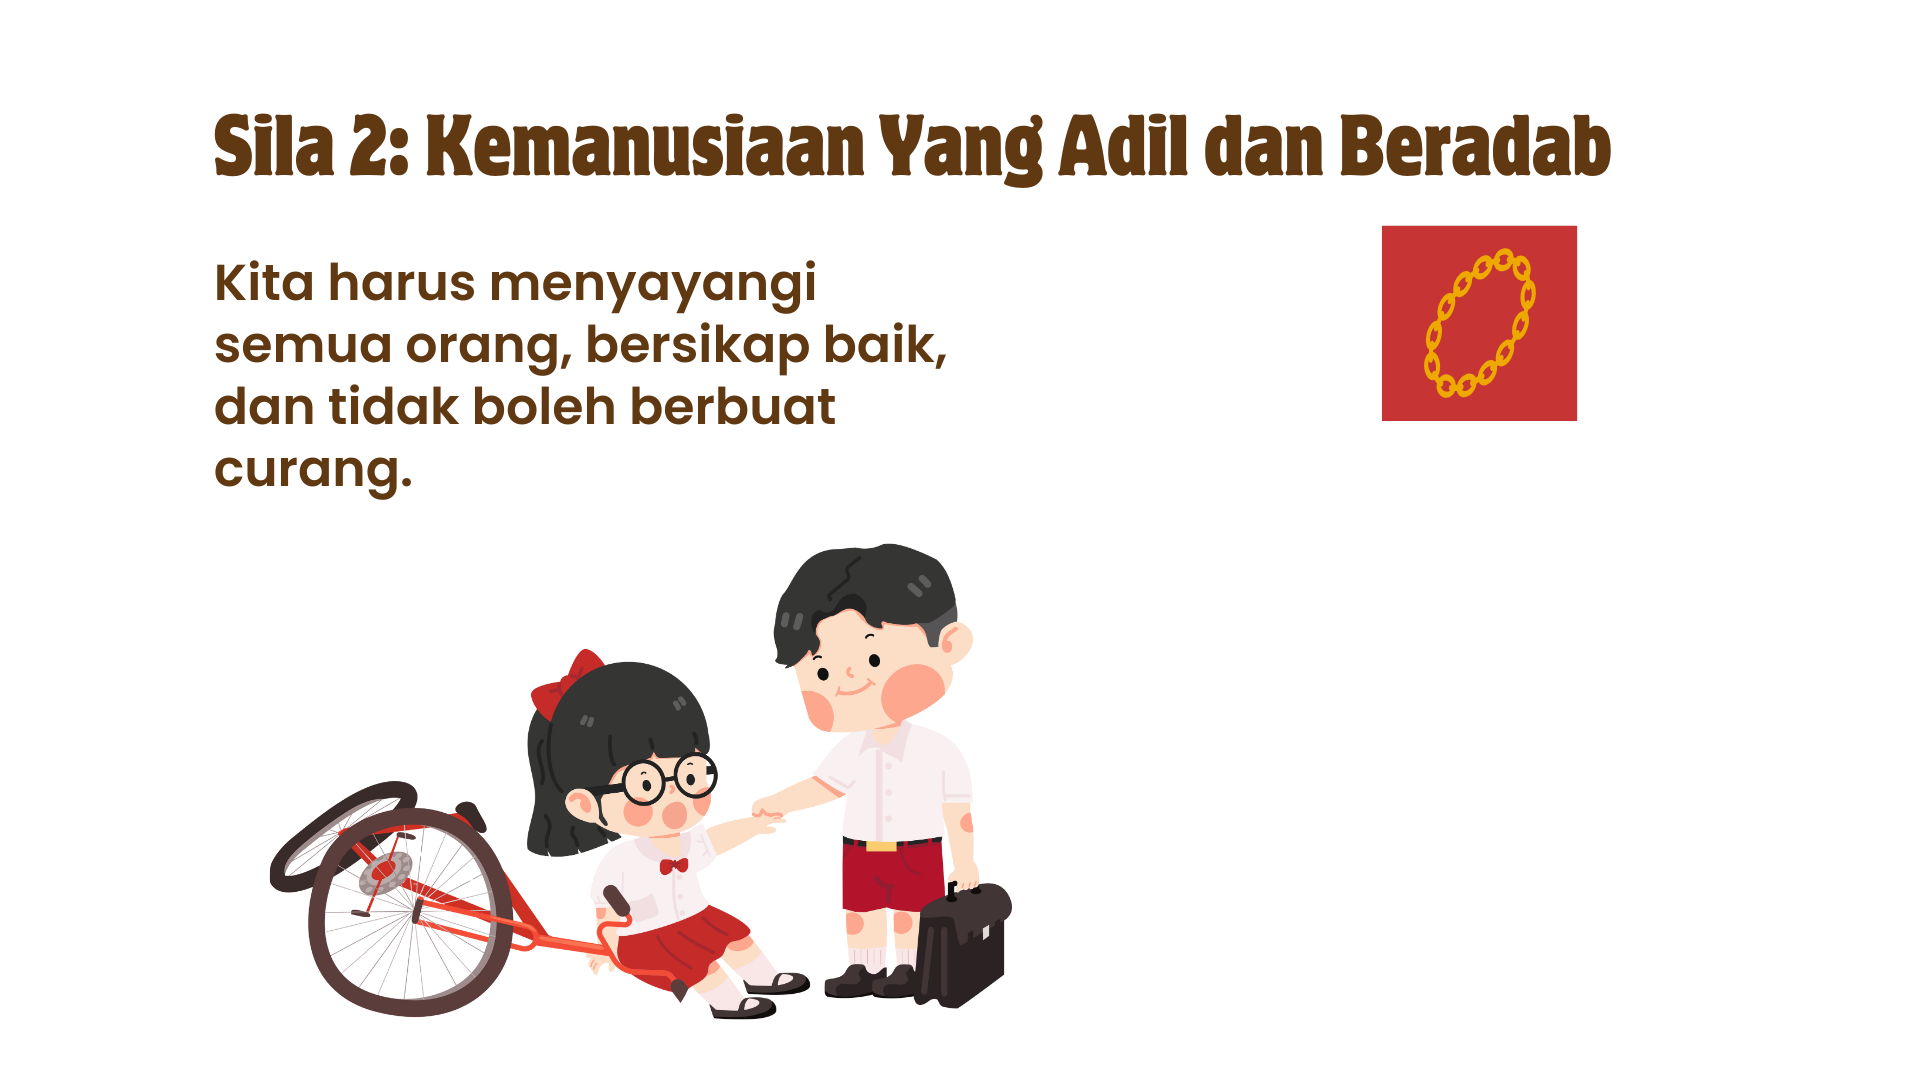 Sila 2: Kemanusiaan Yang Adil dan Beradab
Kita harus menyayangi
semua orang, bersikap baik,
dan tidak boleh berbuat
curang.